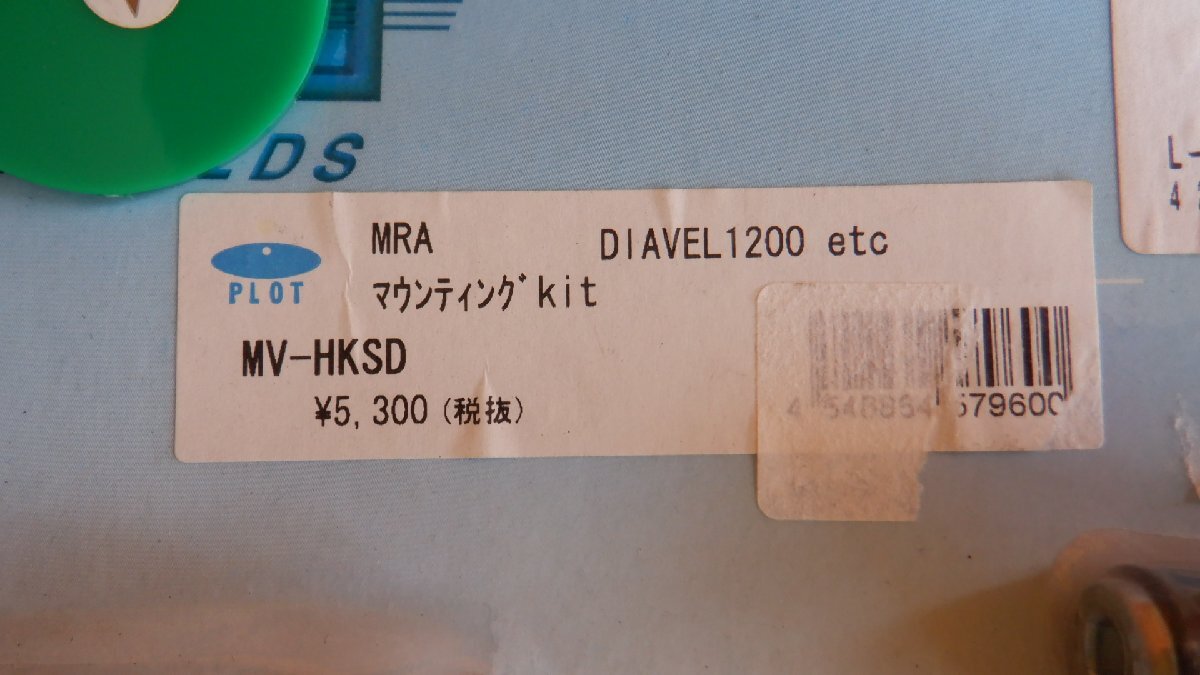 MRA DIAVEL1200 etc
PLOT
マウンティングkit
MV-HKSD
¥5,300(税抜)
579600